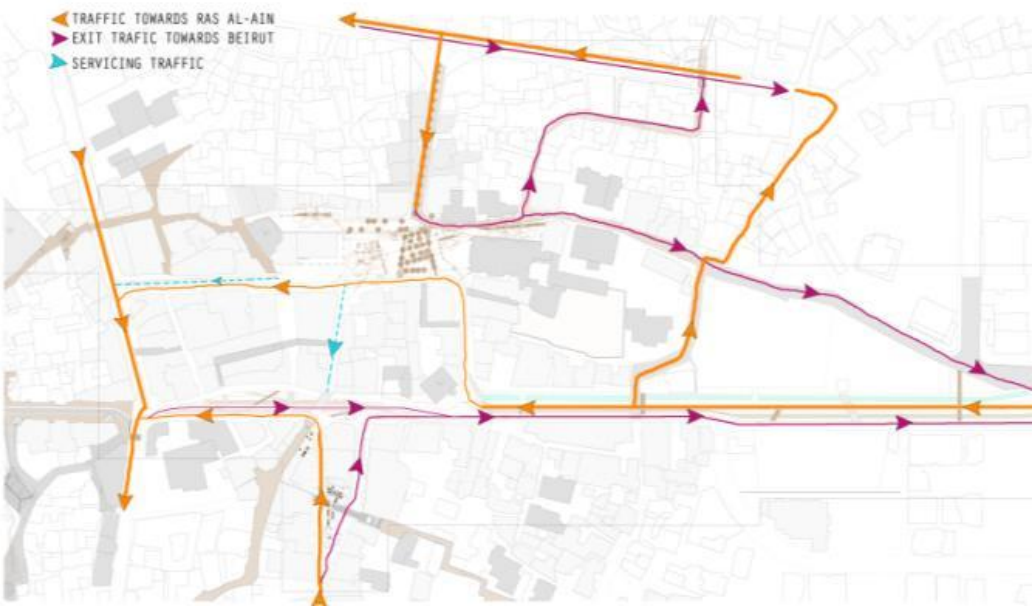 TRAFFIC TOWARDS RAS AL-AIN
EXIT TRAFIC TOWARDS BEIRUT
SERVICING TRAFFIC